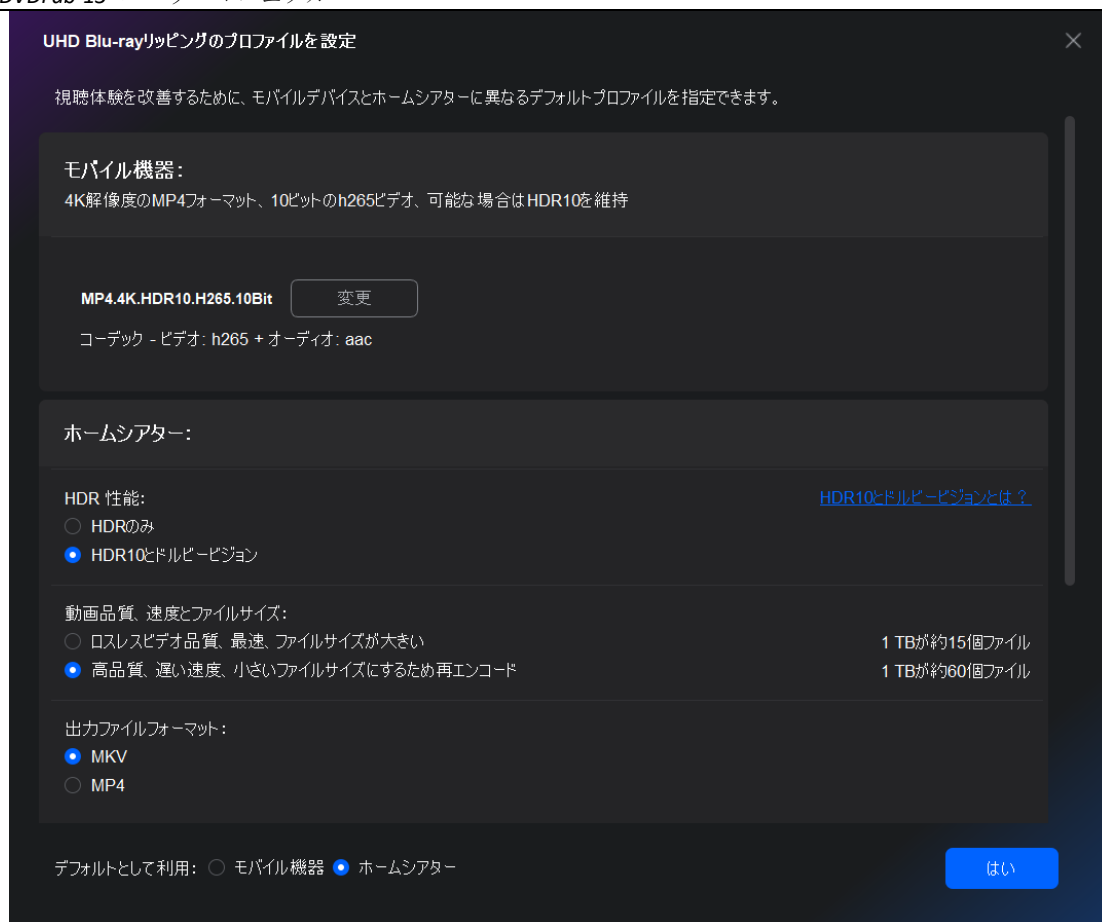 UHD Blu-rayリッピングのプロファイルを設定
視聴体験を改善するために、モバイルデバイスとホームシアターに異なるデフォルトプロファイルを指定できます。
モバイル機器:
4K解像度のMP4フォーマット、10ビットのh265ビデオ、可能な場合はHDR10を維持
MP4.4K.HDR10.H265.10Bit 変更
コーデック - ビデオ: h265 + オーディオ: aac
ホームシアター:
HDR 性能: HDR10とドルビービジョンとは？
HDRのみ
HDR10とドルビービジョン
動画品質、速度とファイルサイズ:
ロスレスビデオ品質、最速、ファイルサイズが大きい 1 TBが約15個ファイル
高品質、遅い速度、小さいファイルサイズにするため再エンコード 1 TBが約60個ファイル
出力ファイルフォーマット:
MKV
MP4
デフォルトとして利用: モバイル機器 ホームシアター はい